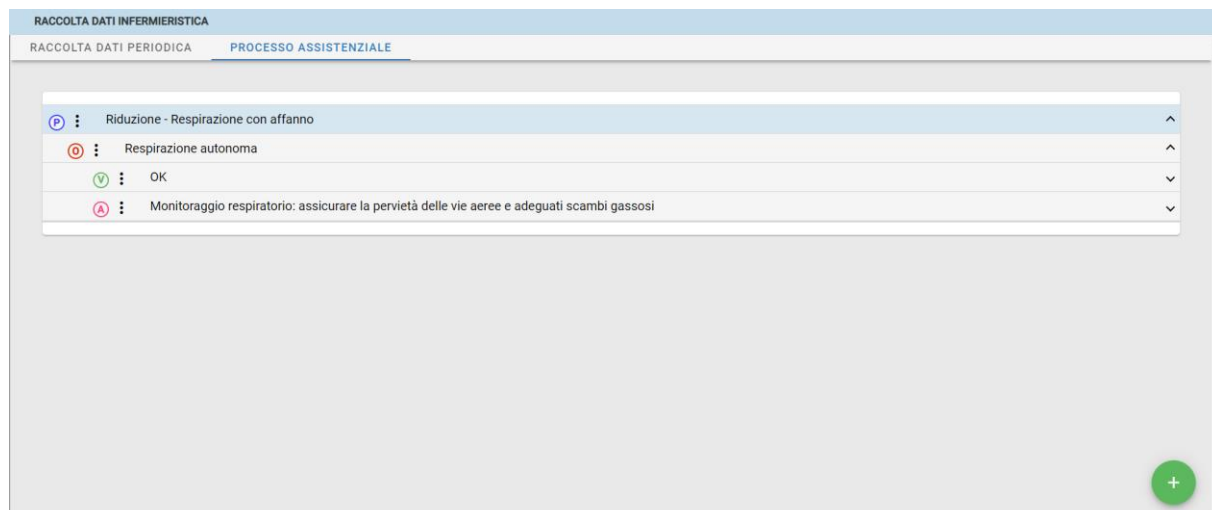 RACCOLTA DATI INFERMIERISTICA
RACCOLTA DATI PERIODICA PROCESSO ASSISTENZIALE
P Riduzione - Respirazione con affanno
O Respirazione autonoma
V OK
A Monitoraggio respiratorio: assicurare la pervietà delle vie aeree e adeguati scambi gassosi
+